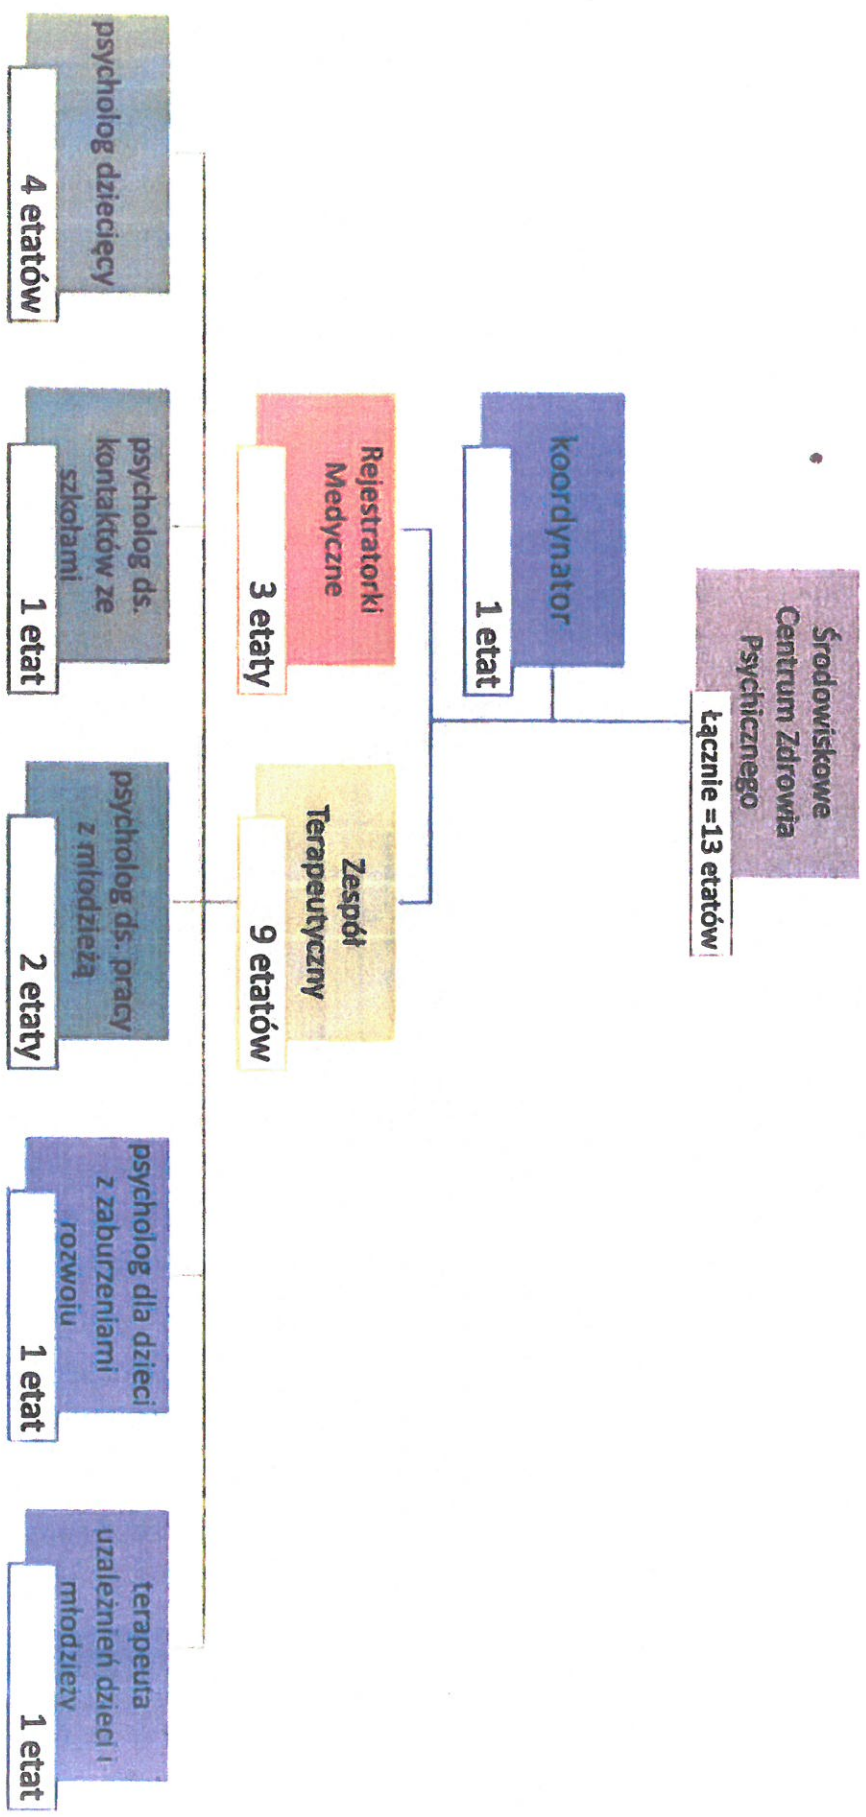 Środowiskowe
Centrum Zdrowia
Psychicznego
Łącznie =13 etatów
koordynator
1 etat
Rejestratorki
Medyczne
3 etaty
Zespół
Terapeutyczny
9 etatów
psycholog dziecięcy
4 etatów
psycholog ds.
kontaktów ze
szkołami
1 etat
psycholog ds. pracy
z młodzieżą
2 etaty
psycholog dla dzieci
z zaburzeniami
rozwoju
1 etat
terapeuta
uzależnień dzieci i
młodzieży
1 etat